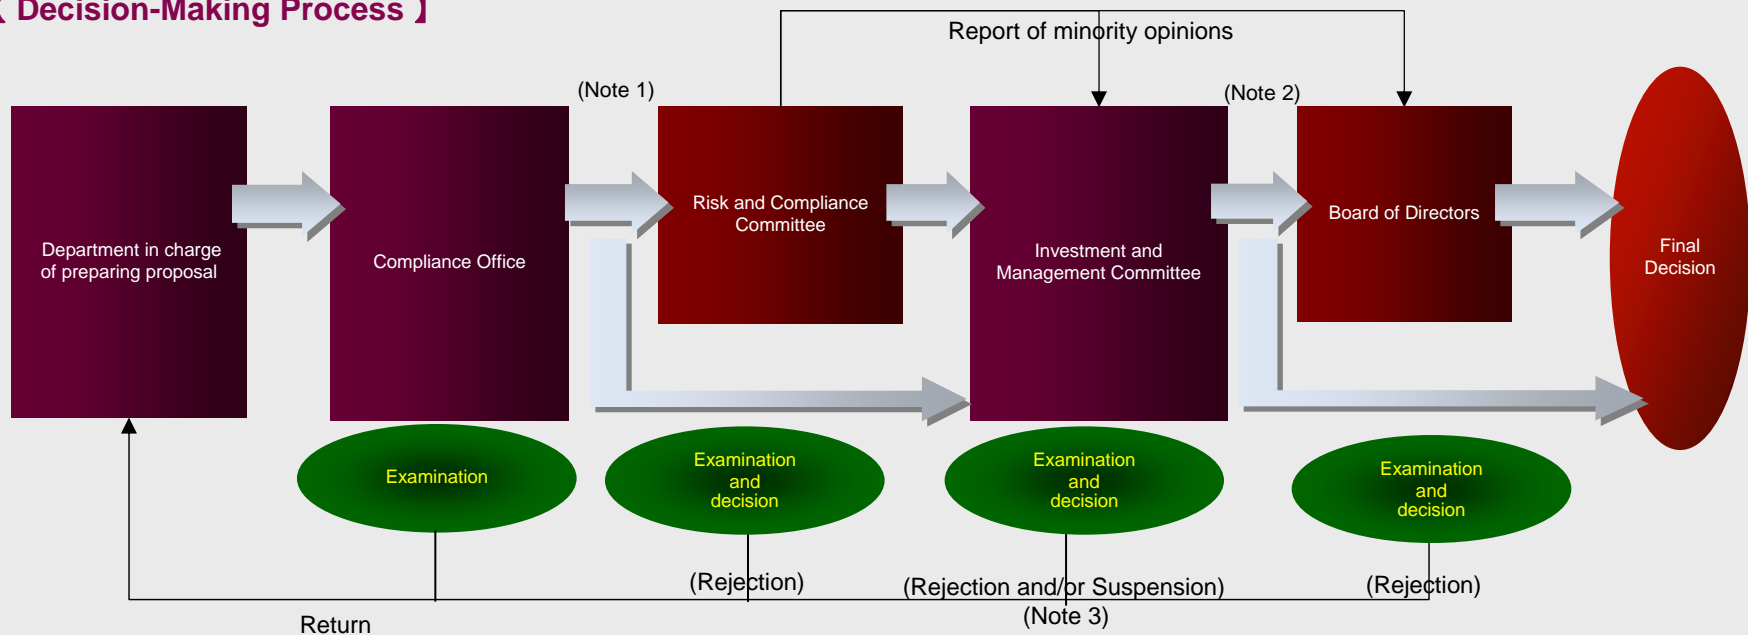 【 Decision-Making Process 】
Report of minority opinions
(Note 1)
(Note 2)
Department in charge
of preparing proposal
Compliance Office
Risk and Compliance
Committee
Investment and
Management Committee
Board of Directors
Final
Decision
Examination
Examination
and
decision
Examination
and
decision
Examination
and
decision
(Rejection)
(Rejection and/or Suspension)
(Note 3)
(Rejection)
Return